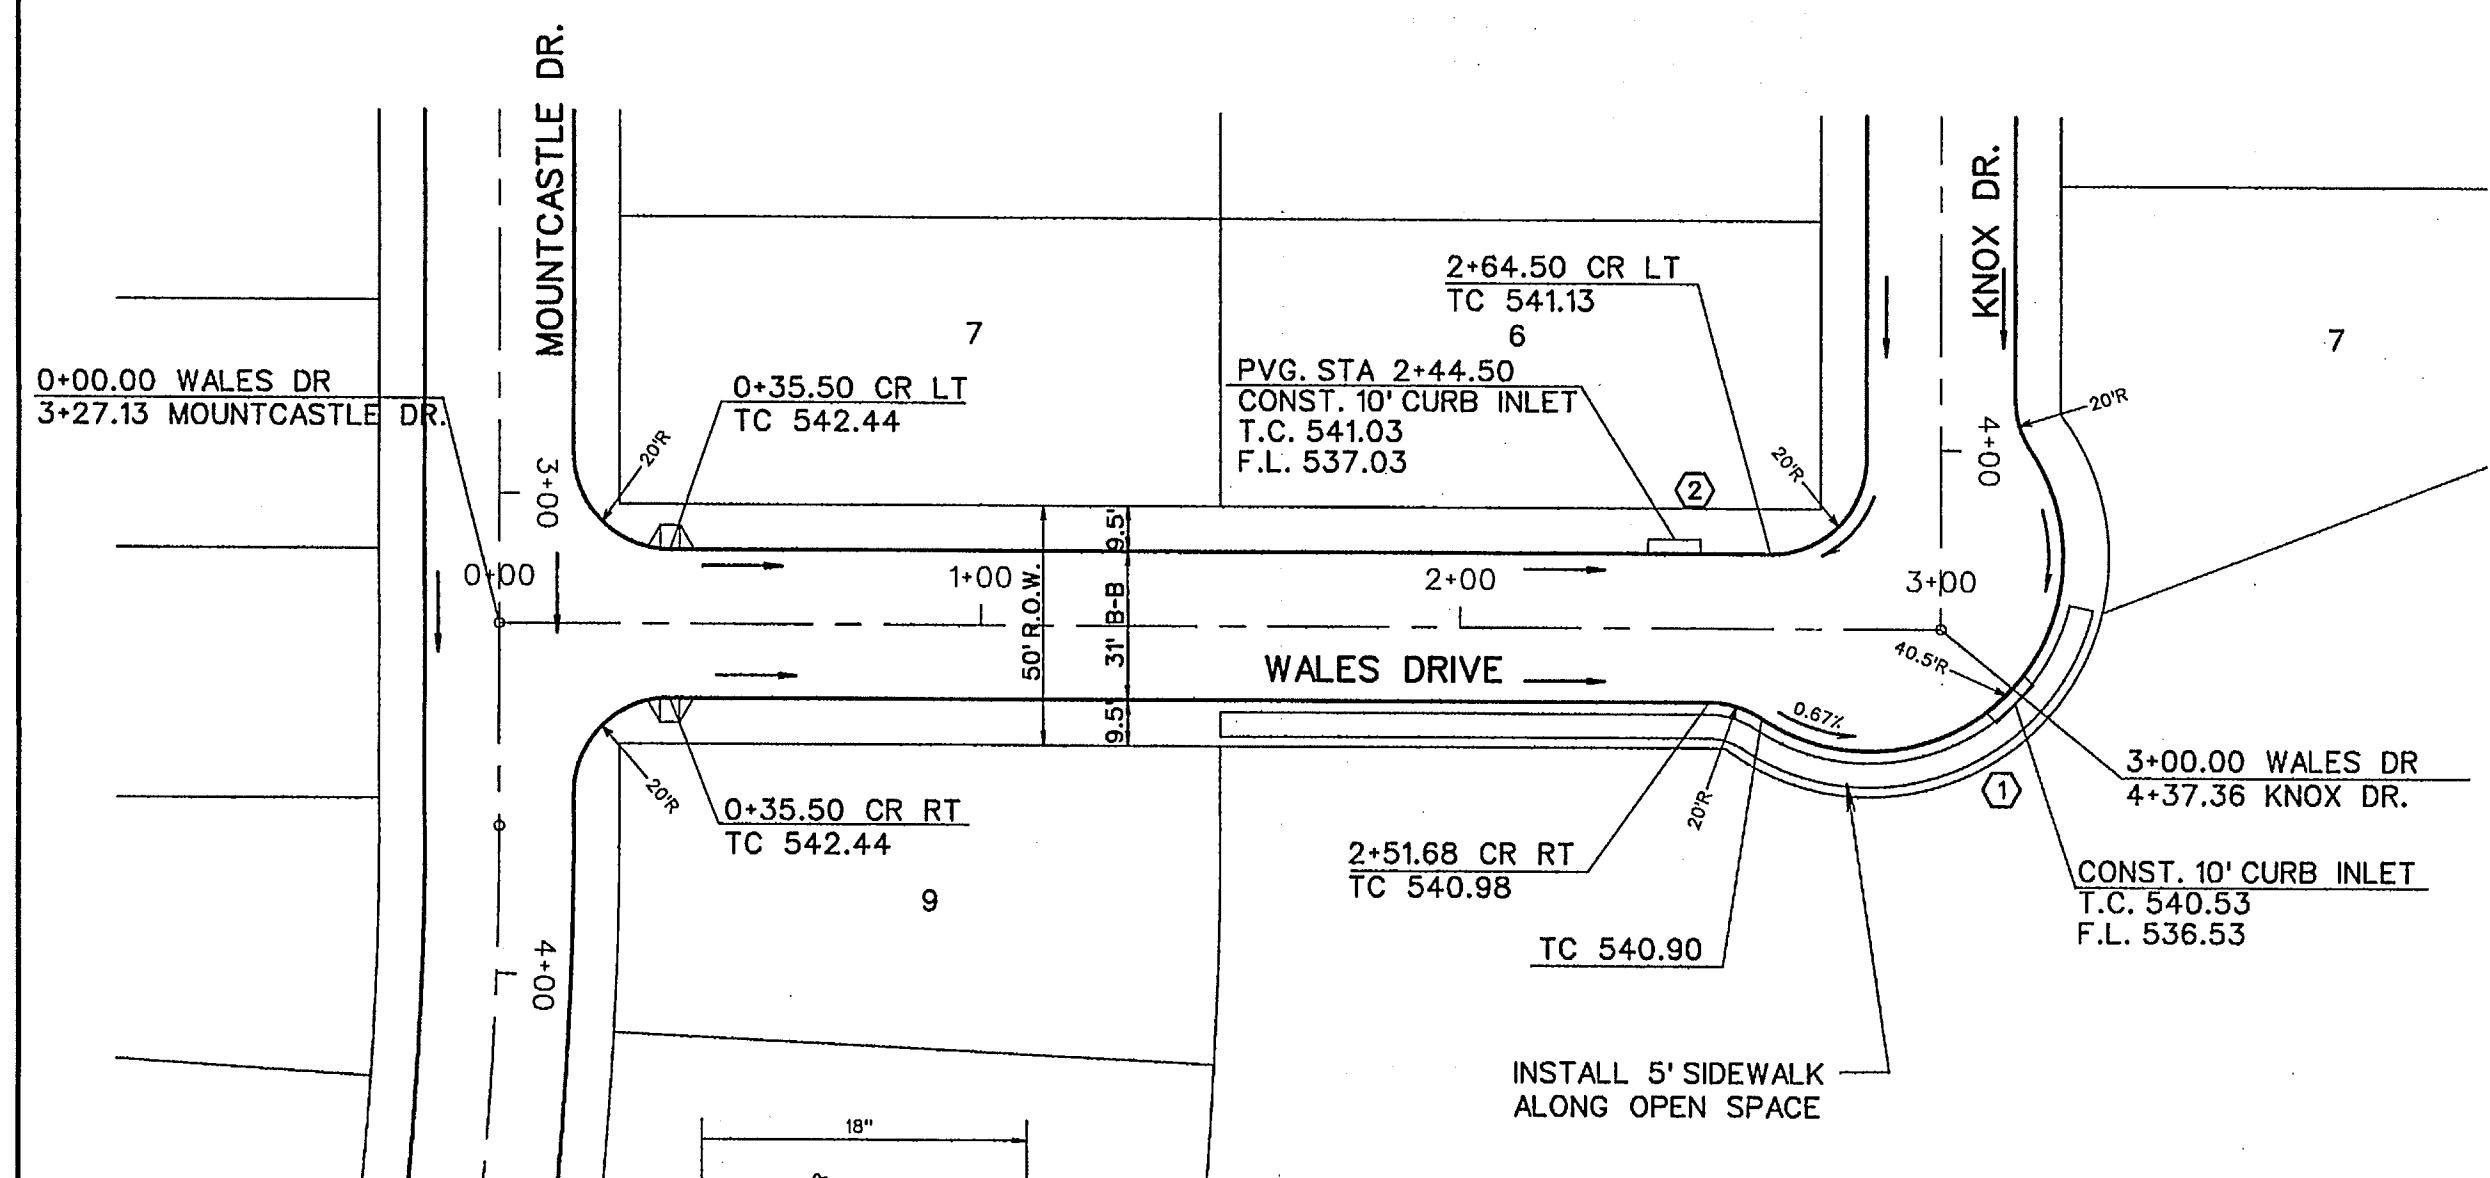 MOUNTCASTLE DR.
KNOX DR.
2+64.50 CR LT
TC 541.13
6
7
7
0+00.00 WALES DR
3+27.13 MOUNTCASTLE DR.
0+35.50 CR LT
TC 542.44
PVG. STA 2+44.50
CONST. 10' CURB INLET
T.C. 541.03
F.L. 537.03
20'R
20'R
20'R
3+00
4+00
2
9.5'
0+00
1+00
2+00
3+00
50' R.O.W.
31' B-B
9.5'
WALES DRIVE
40.5'R
0.67%
20'R
20'R
0+35.50 CR RT
TC 542.44
3+00.00 WALES DR
4+37.36 KNOX DR.
1
2+51.68 CR RT
TC 540.98
CONST. 10' CURB INLET
T.C. 540.53
F.L. 536.53
9
TC 540.90
4+00
INSTALL 5' SIDEWALK
ALONG OPEN SPACE
18"